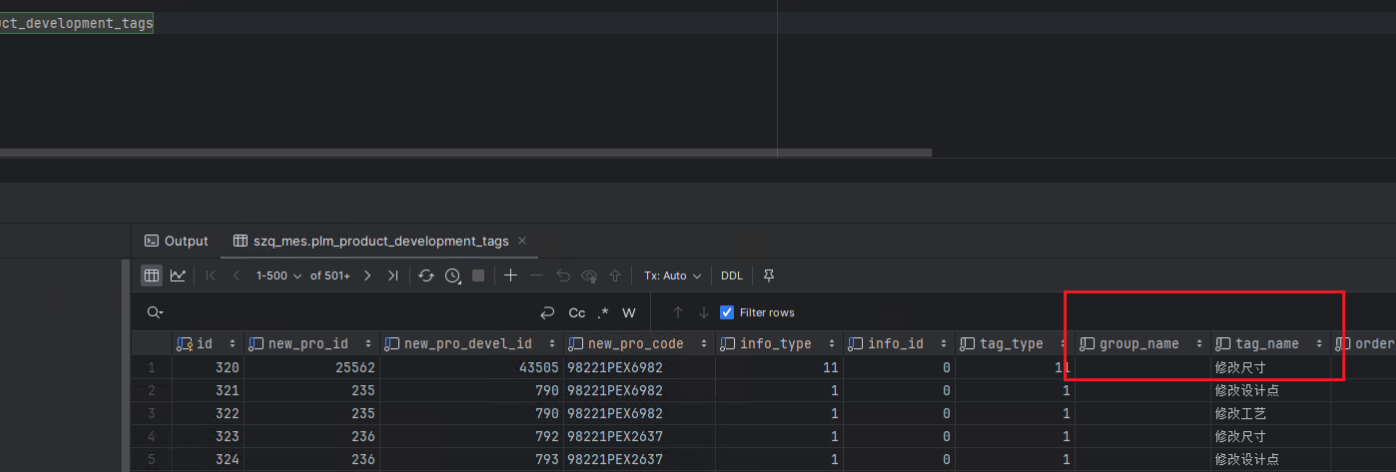 ct_development_tags
Output szq_mes.plm_product_development_tags
1-500 of 501+ Tx: Auto DDL
Cc .* W Filter rows
id new_pro_id new_pro_devel_id new_pro_code info_type info_id tag_type group_name tag_name order
1 320 25562 43505 98221PEX6982 11 0 11 修改尺寸
2 321 235 790 98221PEX6982 1 0 1 修改设计点
3 322 235 790 98221PEX6982 1 0 1 修改工艺
4 323 236 792 98221PEX2637 1 0 1 修改尺寸
5 324 236 793 98221PEX2637 1 0 1 修改设计点